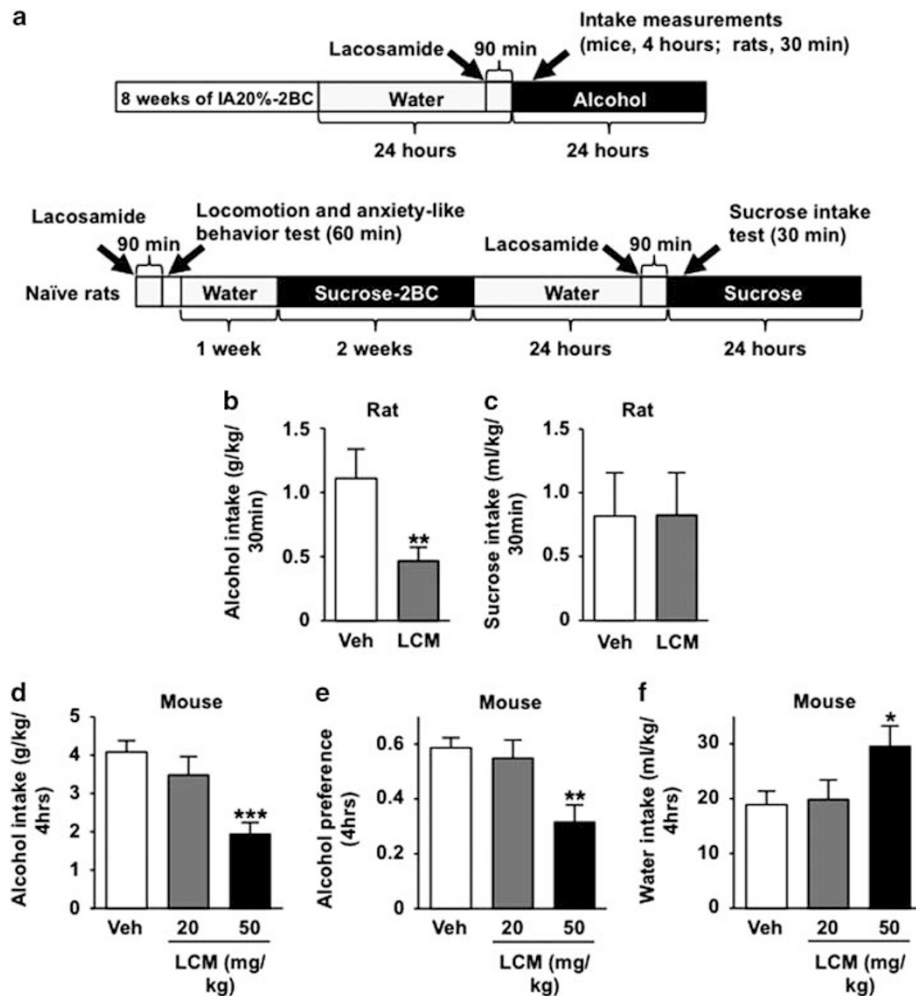 a
Intake measurements
(mice, 4 hours; rats, 30 min)
Lacosamide
90 min
8 weeks of IA20%-2BC
Water
Alcohol
24 hours
24 hours
Lacosamide
90 min
Locomotion and anxiety-like
behavior test (60 min)
Lacosamide
90 min
Sucrose intake
test (30 min)
Naïve rats
Water
Sucrose-2BC
Water
Sucrose
1 week
2 weeks
24 hours
24 hours
b
Rat
Alcohol intake (g/kg/
30min)
1.5
1.0
0.5
0
**
Veh
LCM
c
Rat
Sucrose intake (ml/kg/
30min)
1.5
1.0
0.5
0
Veh
LCM
d
Mouse
Alcohol intake (g/kg/
4hrs)
5
4
3
2
1
0
***
Veh
20
50
LCM (mg/
kg)
e
Mouse
Alcohol preference
(4hrs)
0.6
0.4
0.2
0
**
Veh
20
50
LCM (mg/
kg)
f
Mouse
Water intake (ml/kg/
4hrs)
30
20
10
0
*
Veh
20
50
LCM (mg/
kg)